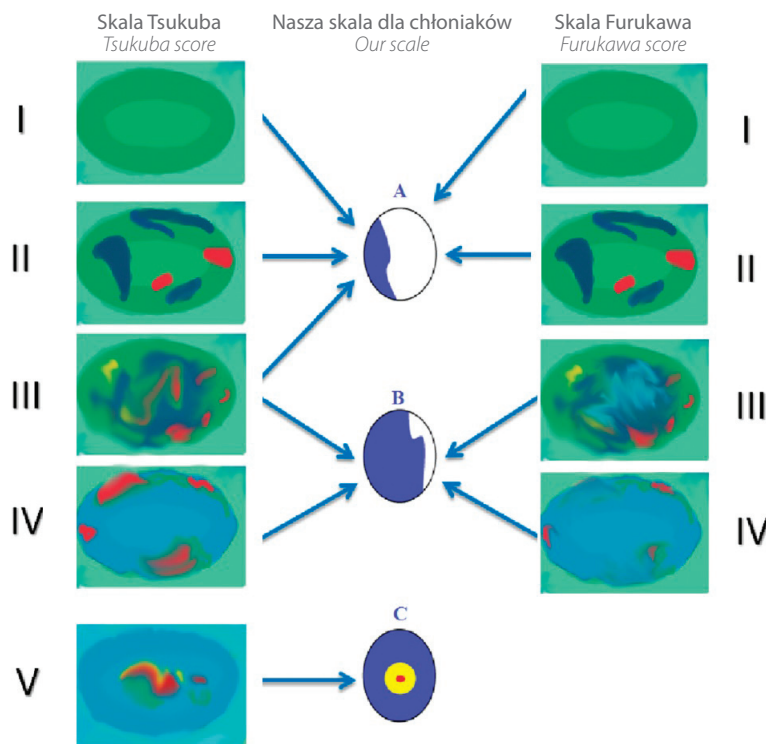 Skala Tsukuba
Tsukuba score
Nasza skala dla chłoniaków
Our scale
Skala Furukawa
Furukawa score
I
I
A
II
II
III
B
III
IV
IV
C
V